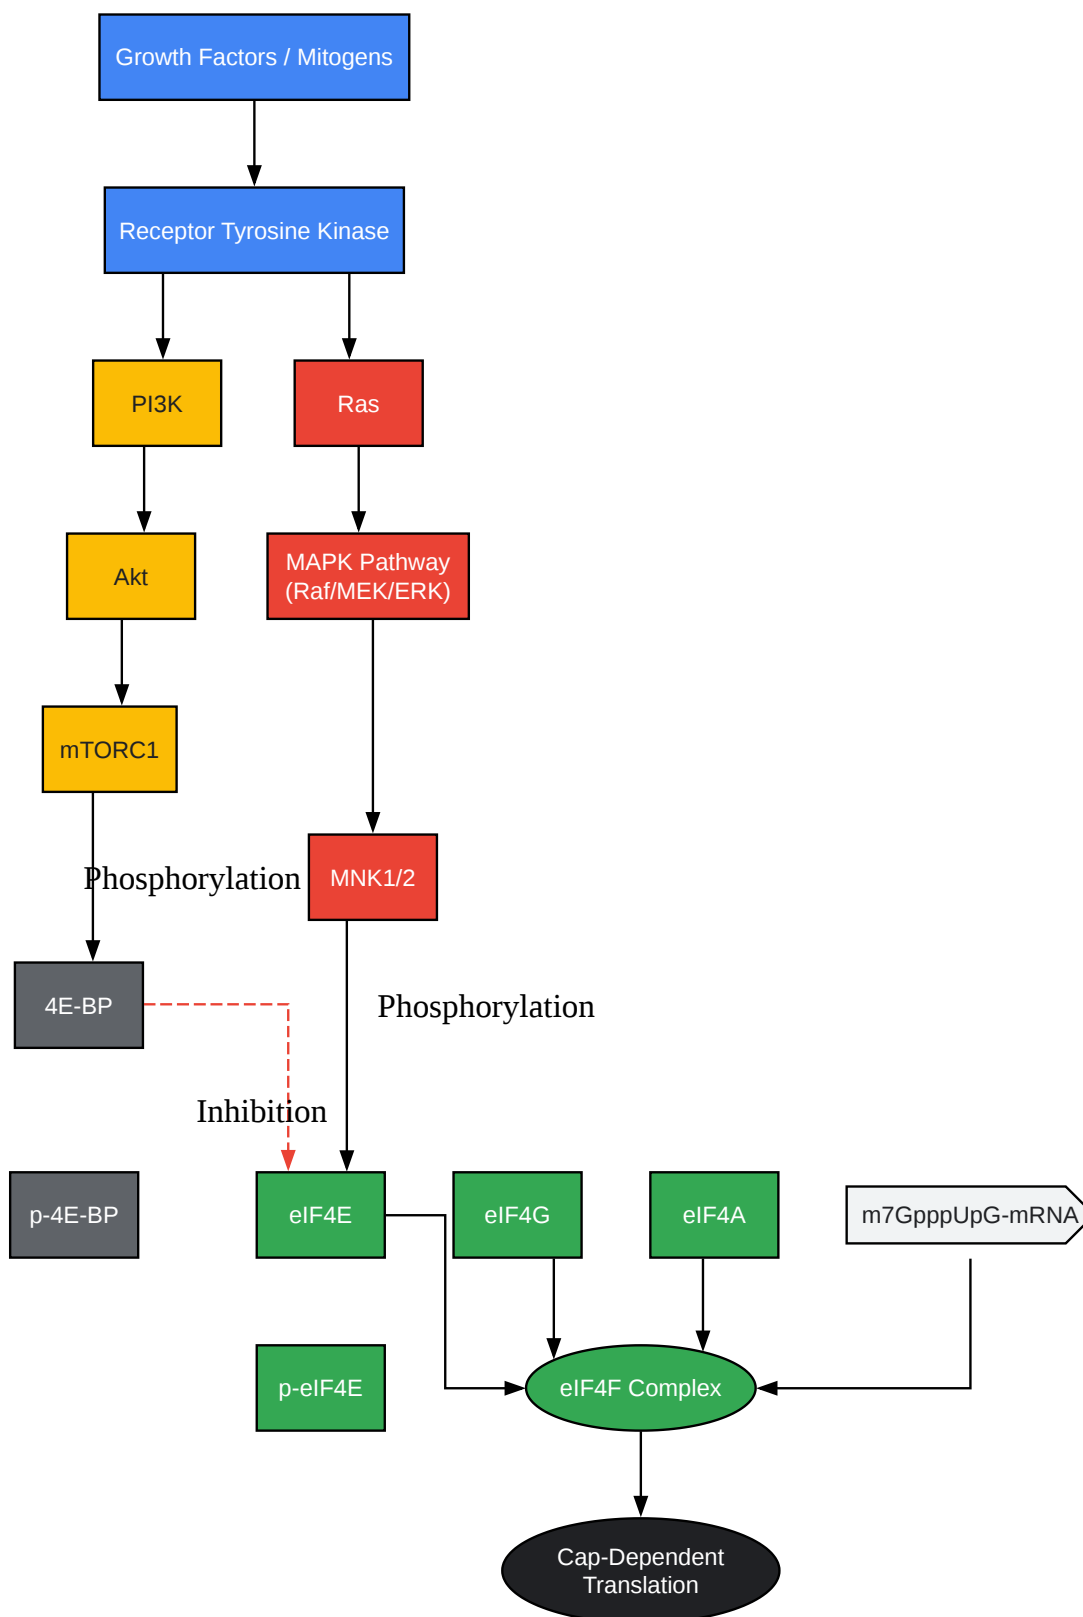 Growth Factors / Mitogens
Receptor Tyrosine Kinase
PI3K
Ras
Akt
MAPK Pathway
(Raf/MEK/ERK)
mTORC1
Phosphorylation
MNK1/2
4E-BP
Phosphorylation
Inhibition
p-4E-BP
eIF4E
eIF4G
eIF4A
m7GpppUpG-mRNA
p-eIF4E
eIF4F Complex
Cap-Dependent
Translation